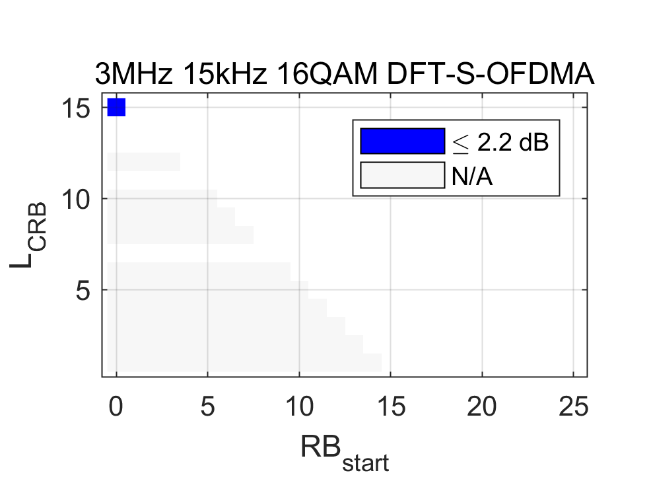 3MHz 15kHz 16QAM DFT-S-OFDMA
15
10
5
≤ 2.2 dB
N/A
L_CRB
0 5 10 15 20 25
RB_start